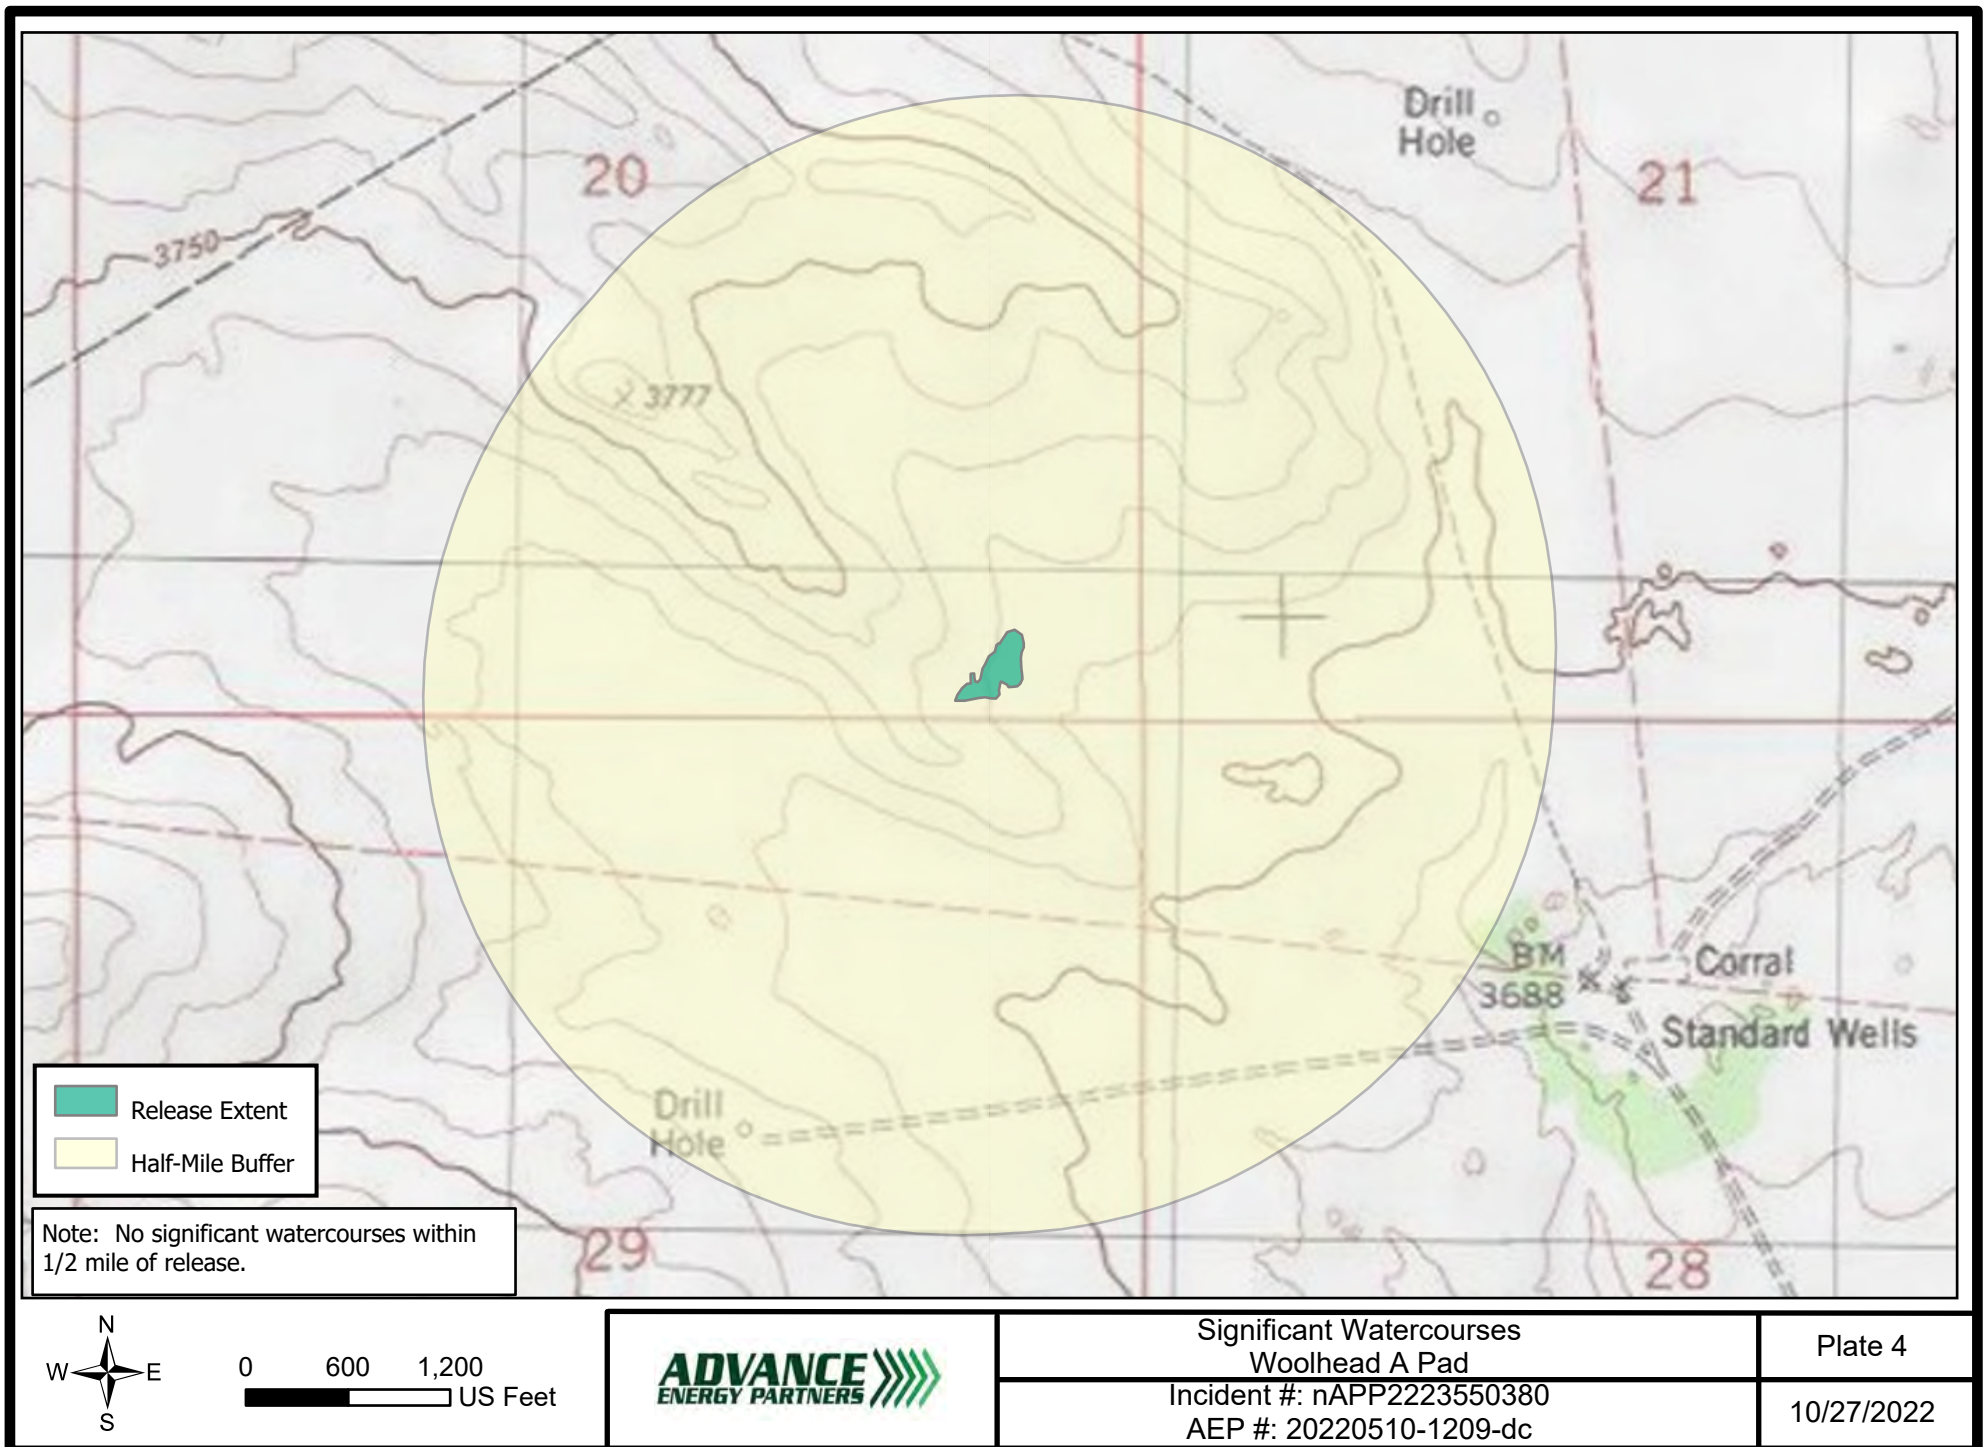 Drill
Hole
20
21
3750
3777
BM
3688
Corral
Standard Wells
Drill
Hole
29
28
Release Extent
Half-Mile Buffer
Note: No significant watercourses within
1/2 mile of release.
N
W
E
S
0 600 1,200
US Feet
ADVANCE
ENERGY PARTNERS
Significant Watercourses
Woolhead A Pad
Incident #: nAPP2223550380
AEP #: 20220510-1209-dc
Plate 4
10/27/2022